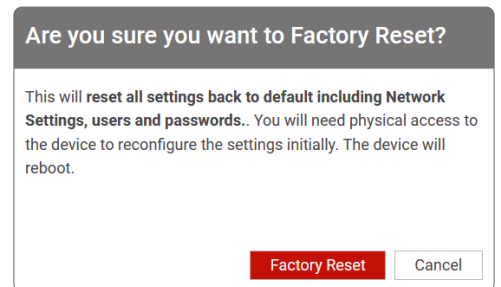 Are you sure you want to Factory Reset?
This will reset all settings back to default including Network
Settings, users and passwords.. You will need physical access to
the device to reconfigure the settings initially. The device will
reboot.
Factory Reset
Cancel